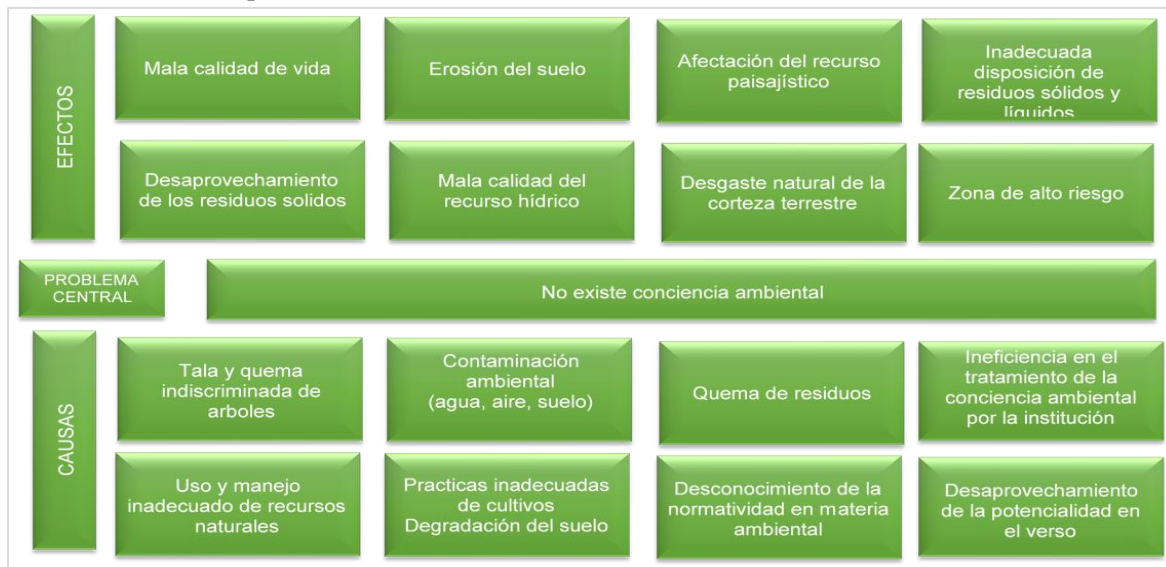 EFECTOS
Mala calidad de vida
Erosión del suelo
Afectación del recurso
paisajístico
Inadecuada
disposición de
residuos sólidos y
líquidos
Desaprovechamiento
de los residuos solidos
Mala calidad del
recurso hídrico
Desgaste natural de la
corteza terrestre
Zona de alto riesgo
PROBLEMA
CENTRAL
No existe conciencia ambiental
CAUSAS
Tala y quema
indiscriminada de
arboles
Contaminación
ambiental
(agua, aire, suelo)
Quema de residuos
Ineficiencia en el
tratamiento de la
conciencia ambiental
por la institución
Uso y manejo
inadecuado de recursos
naturales
Practicas inadecuadas
de cultivos
Degradación del suelo
Desconocimiento de la
normatividad en materia
ambiental
Desaprovechamiento
de la potencialidad en
el verso